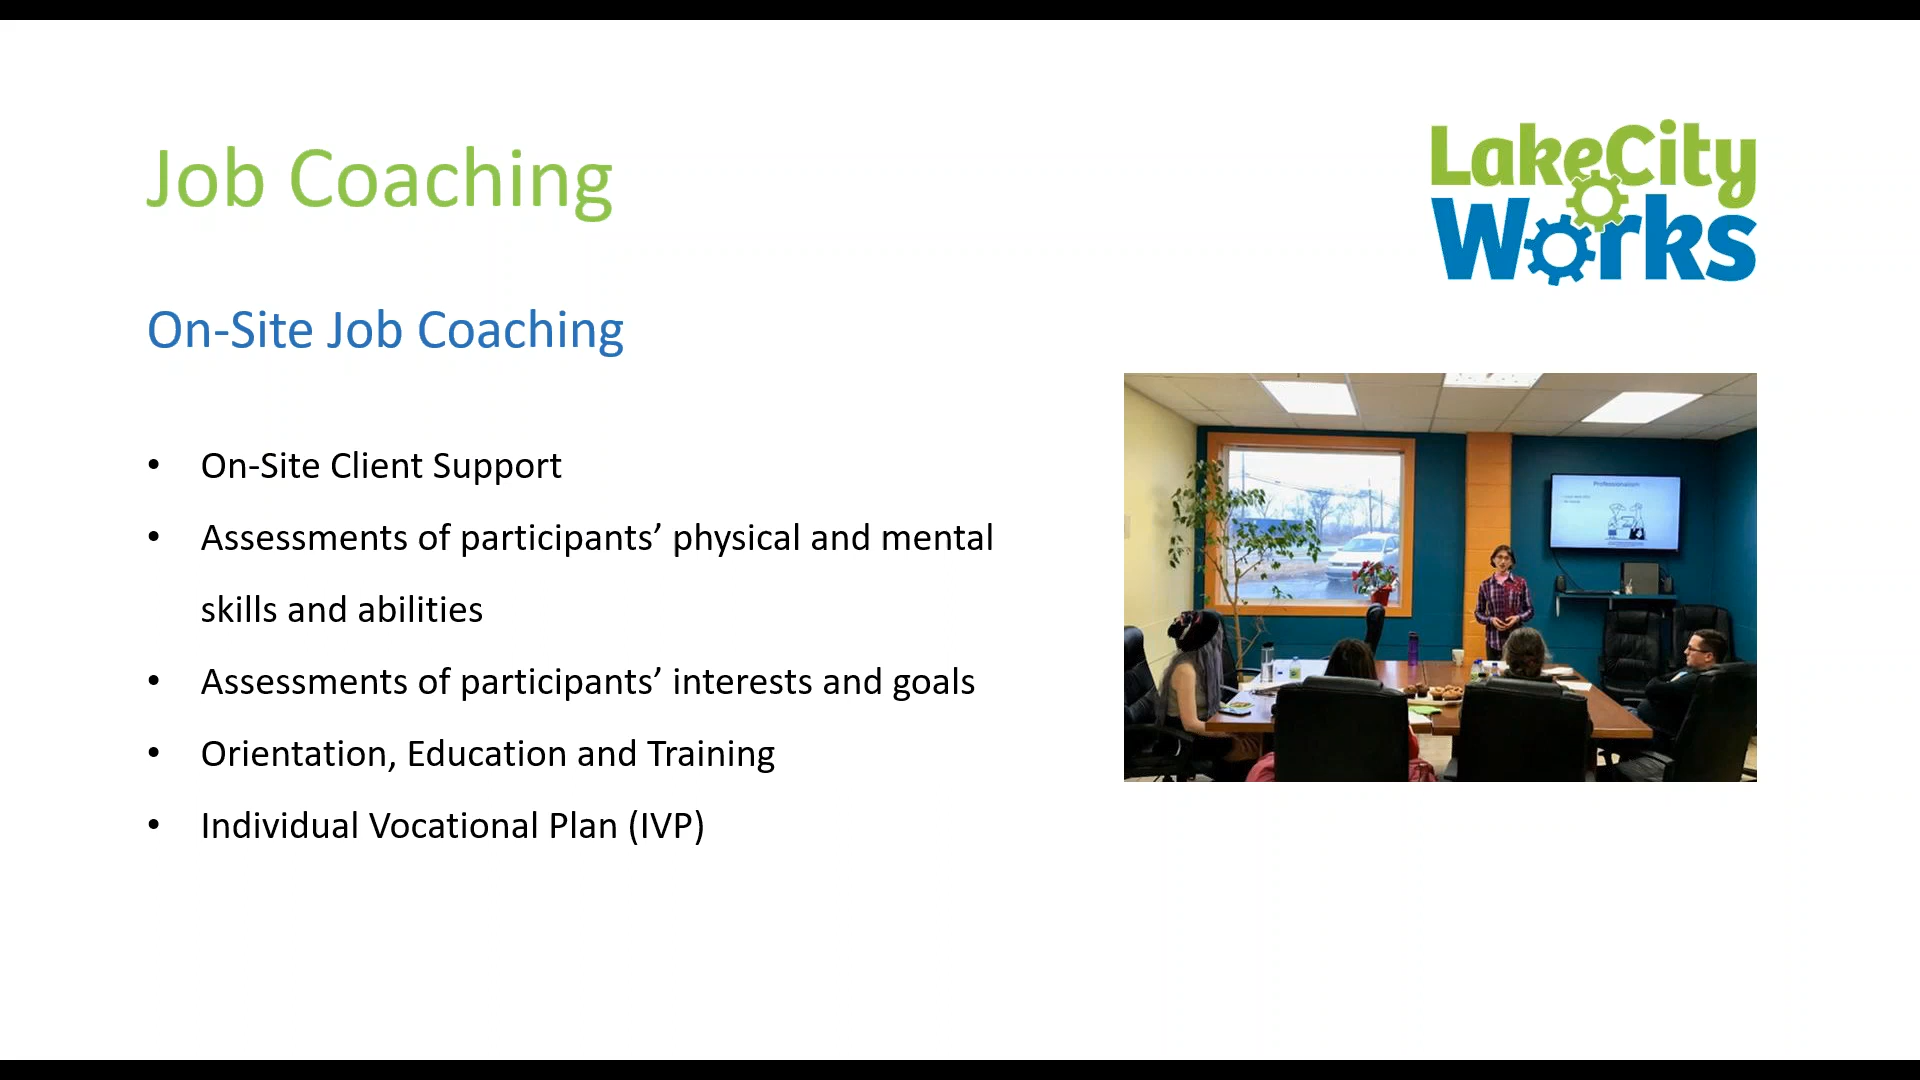 Job Coaching
LakeCity
Works
On-Site Job Coaching
• On-Site Client Support
• Assessments of participants’ physical and mental
skills and abilities
• Assessments of participants’ interests and goals
• Orientation, Education and Training
• Individual Vocational Plan (IVP)
Professionalism